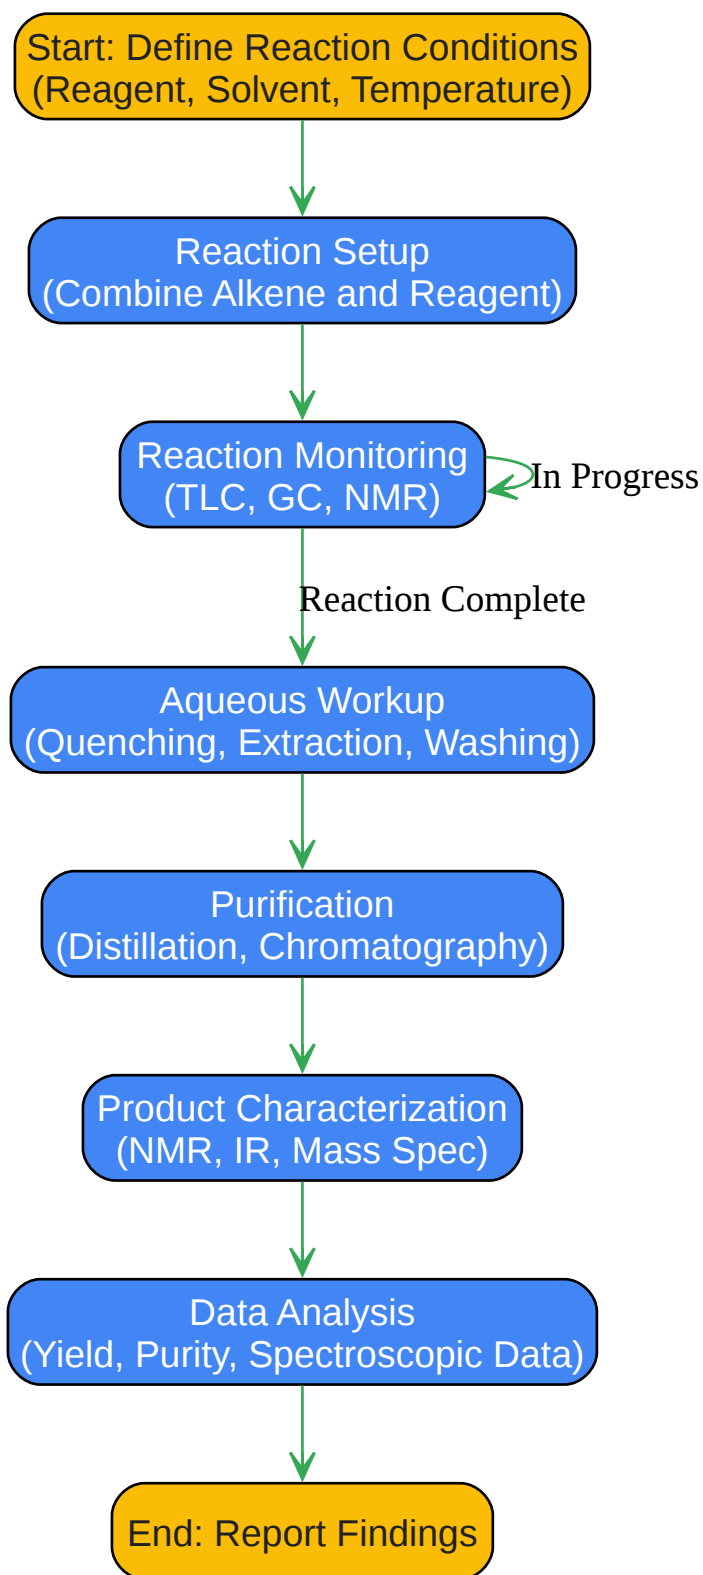 Start: Define Reaction Conditions
(Reagent, Solvent, Temperature)
Reaction Setup
(Combine Alkene and Reagent)
Reaction Monitoring
(TLC, GC, NMR)
In Progress
Reaction Complete
Aqueous Workup
(Quenching, Extraction, Washing)
Purification
(Distillation, Chromatography)
Product Characterization
(NMR, IR, Mass Spec)
Data Analysis
(Yield, Purity, Spectroscopic Data)
End: Report Findings